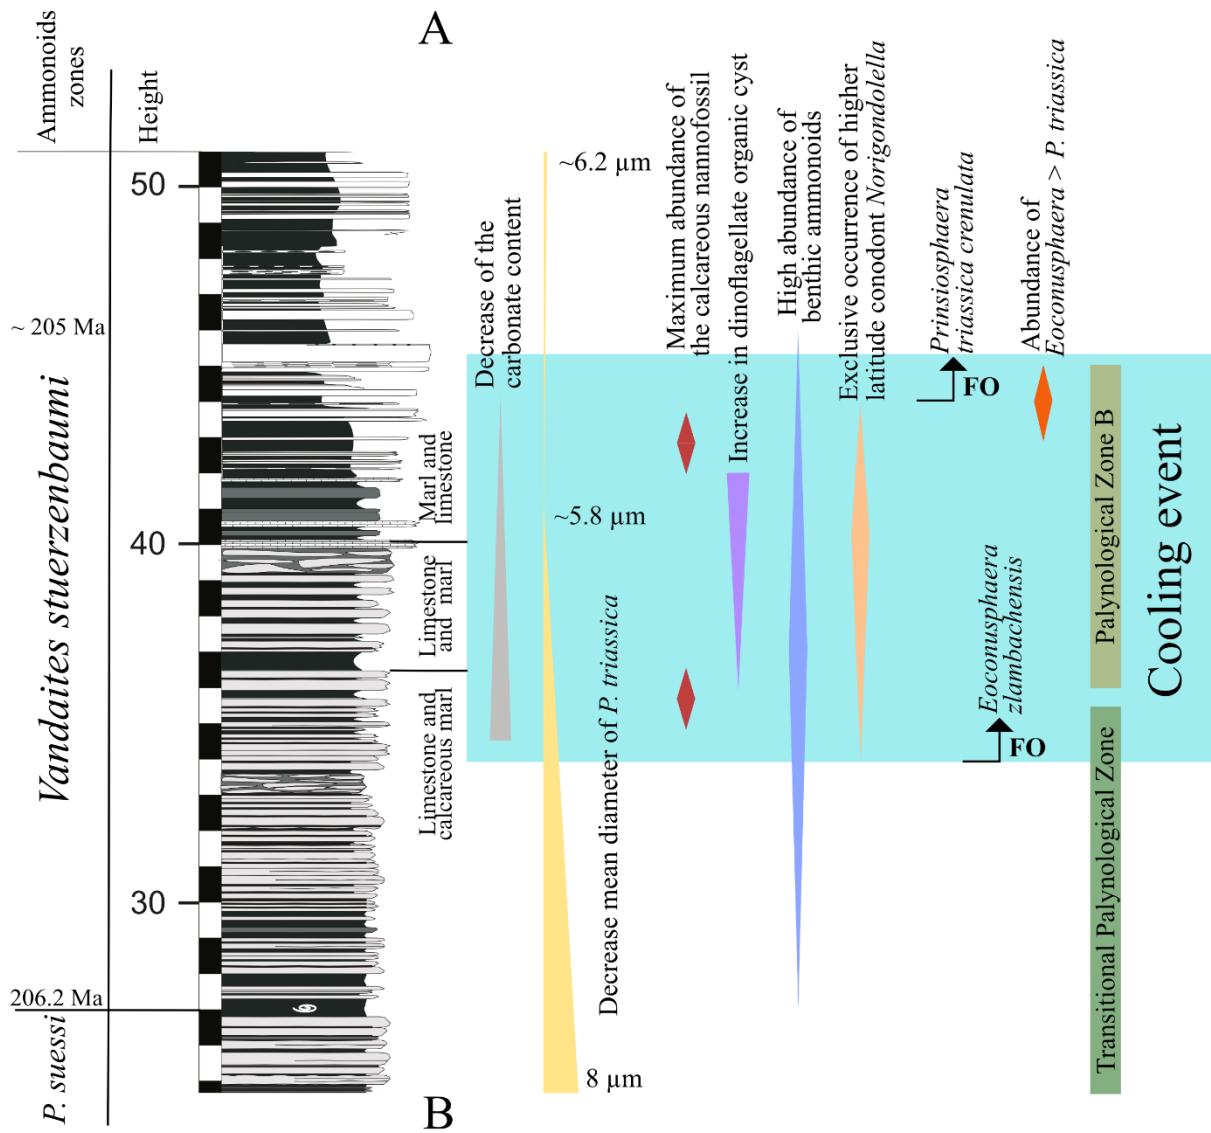 A
Ammonoids
zones
Height
50
40
30
~ 205 Ma
206.2 Ma
Vandaites stuerzenbaumi
P. suessi
Marl and
limestone
Limestone
and marl
Limestone and
calcareous marl
Decrease of the
carbonate content
~6.2 µm
~5.8 µm
8 µm
Decrease mean diameter of P. triassica
Maximum abundance of
the calcareous nannofossil
Increase in dinoflagellate organic cyst
High abundance of
benthic ammonoids
Exclusive occurrence of higher
latitude conodont Norigondolella
Prinsiosphaera
triassica crenulata
FO
Eoconusphaera
zlambachensis
FO
Abundance of
Eoconusphaera > P. triassica
Palynological Zone B
Transitional Palynological Zone
Cooling event
B